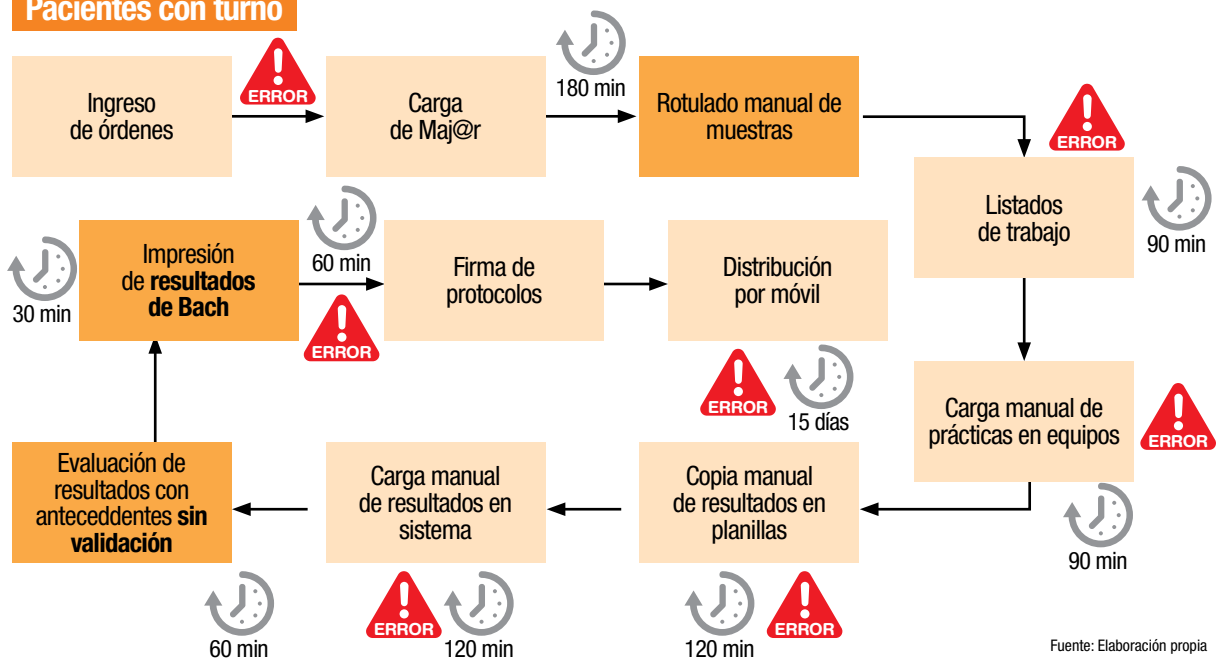 Pacientes con turno
Ingreso
de órdenes
ERROR
Carga
de Maj@r
180 min
Rotulado manual de
muestras
ERROR
Listados
de trabajo
90 min
Carga manual de
prácticas en equipos
ERROR
90 min
Copia manual
de resultados en
planillas
120 min
ERROR
Carga manual
de resultados en
sistema
ERROR
120 min
Evaluación de
resultados con
anteceddentes sin
validación
60 min
Impresión
de resultados
de Bach
30 min
60 min
ERROR
Firma de
protocolos
Distribución
por móvil
ERROR
15 días
Fuente: Elaboración propia